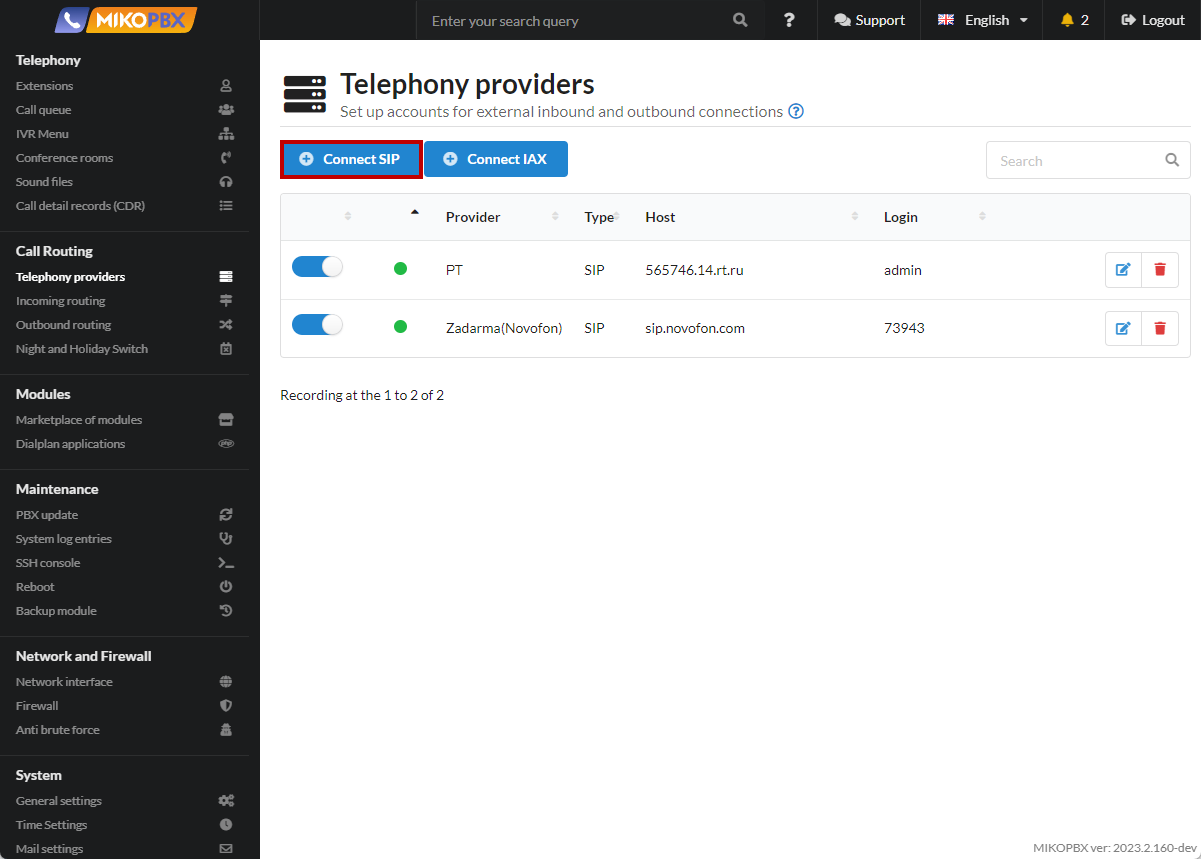 MIKOPBX
Enter your search query
?
Support
English
2
Logout
Telephony
Extensions
Call queue
IVR Menu
Conference rooms
Sound files
Call detail records (CDR)
Call Routing
Telephony providers
Incoming routing
Outbound routing
Night and Holiday Switch
Modules
Marketplace of modules
Dialplan applications
Maintenance
PBX update
System log entries
SSH console
Reboot
Backup module
Network and Firewall
Network interface
Firewall
Anti brute force
System
General settings
Time Settings
Mail settings
Telephony providers
Set up accounts for external inbound and outbound connections ?
Connect SIP
Connect IAX
Search
Provider Type Host Login
PT SIP 565746.14.rt.ru admin
Zadarma(Novofon) SIP sip.novofon.com 73943
Recording at the 1 to 2 of 2
MIKOPBX ver: 2023.2.160-dev